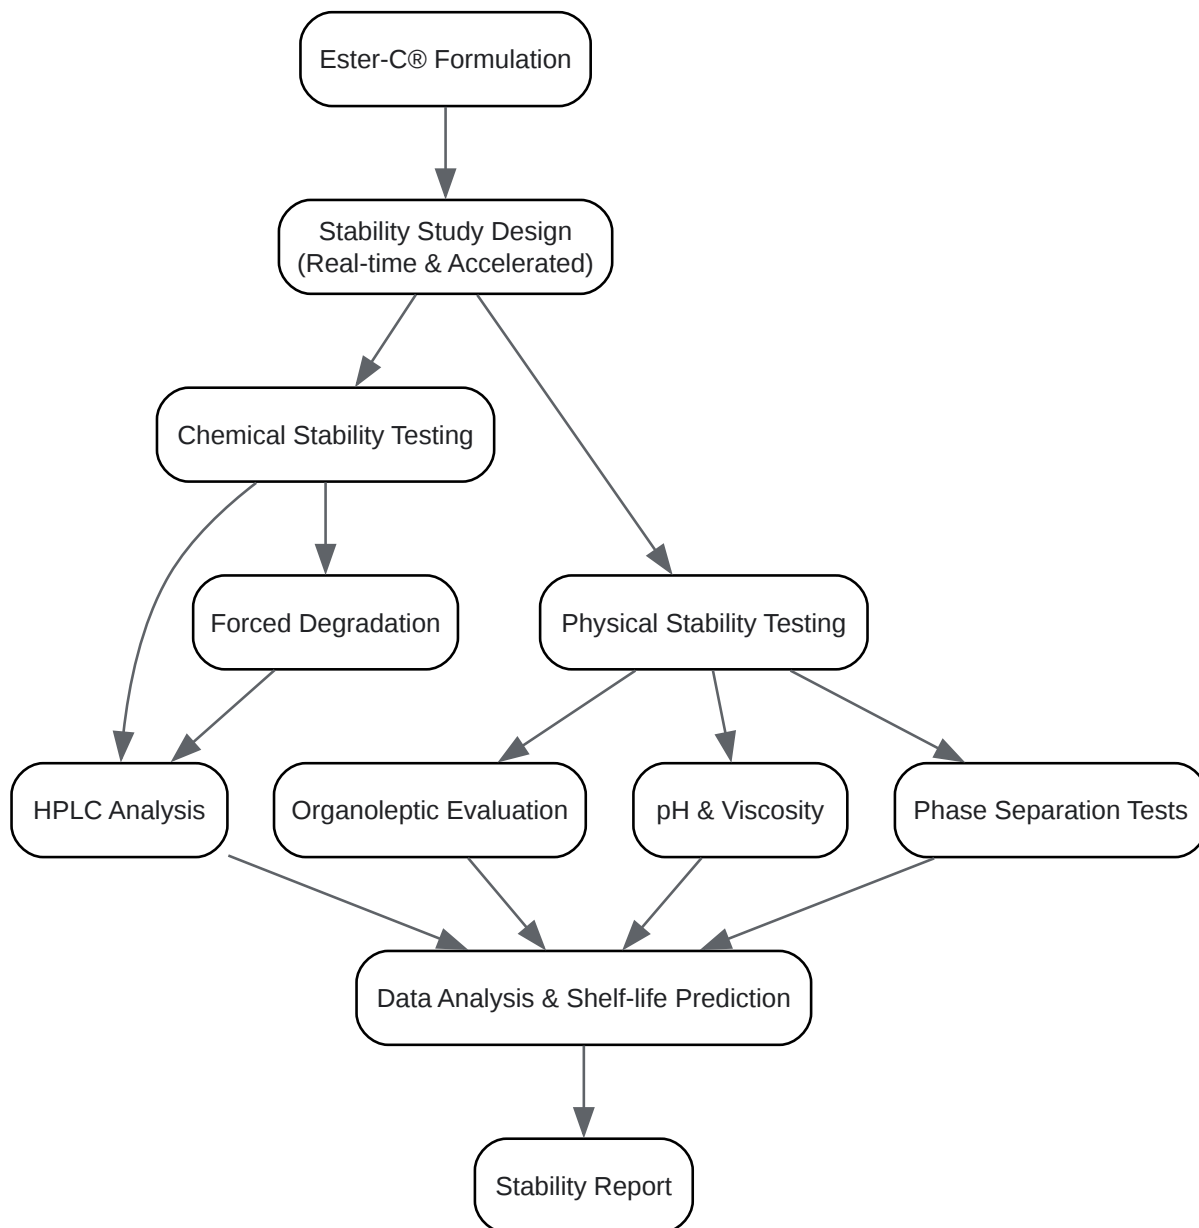 Ester-C® Formulation
Stability Study Design
(Real-time & Accelerated)
Chemical Stability Testing
Forced Degradation
Physical Stability Testing
HPLC Analysis
Organoleptic Evaluation
pH & Viscosity
Phase Separation Tests
Data Analysis & Shelf-life Prediction
Stability Report